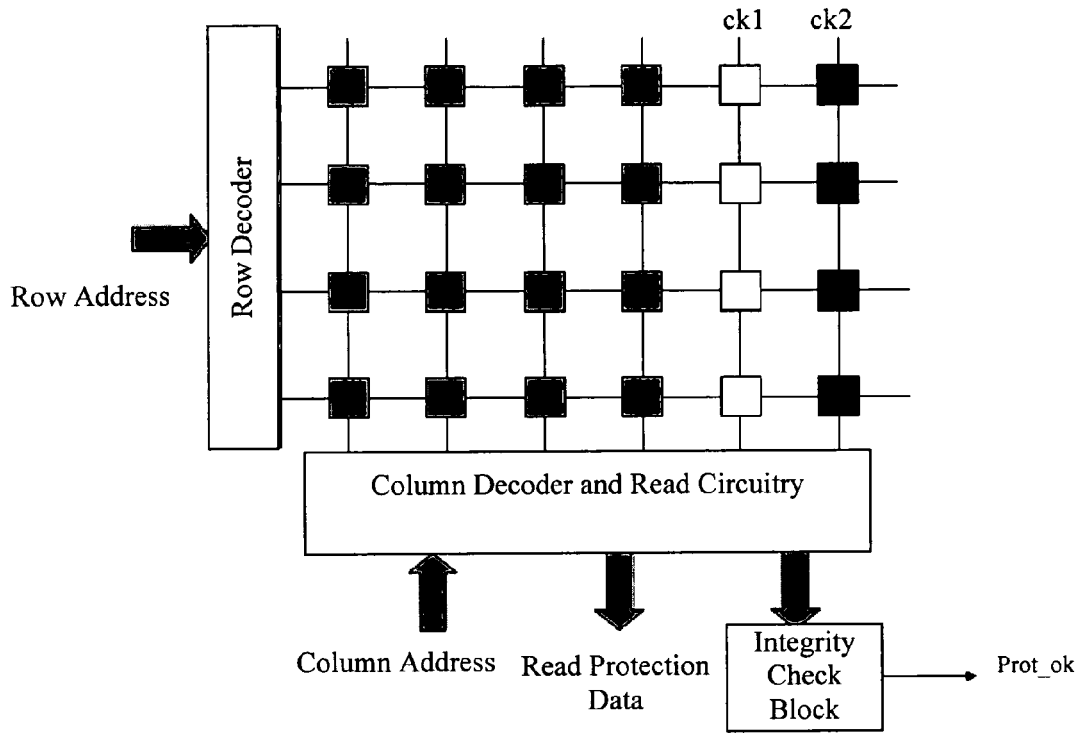 ck1 ck2
Row Decoder
Row Address
Column Decoder and Read Circuitry
Column Address
Read Protection
Data
Integrity
Check
Block
Prot_ok